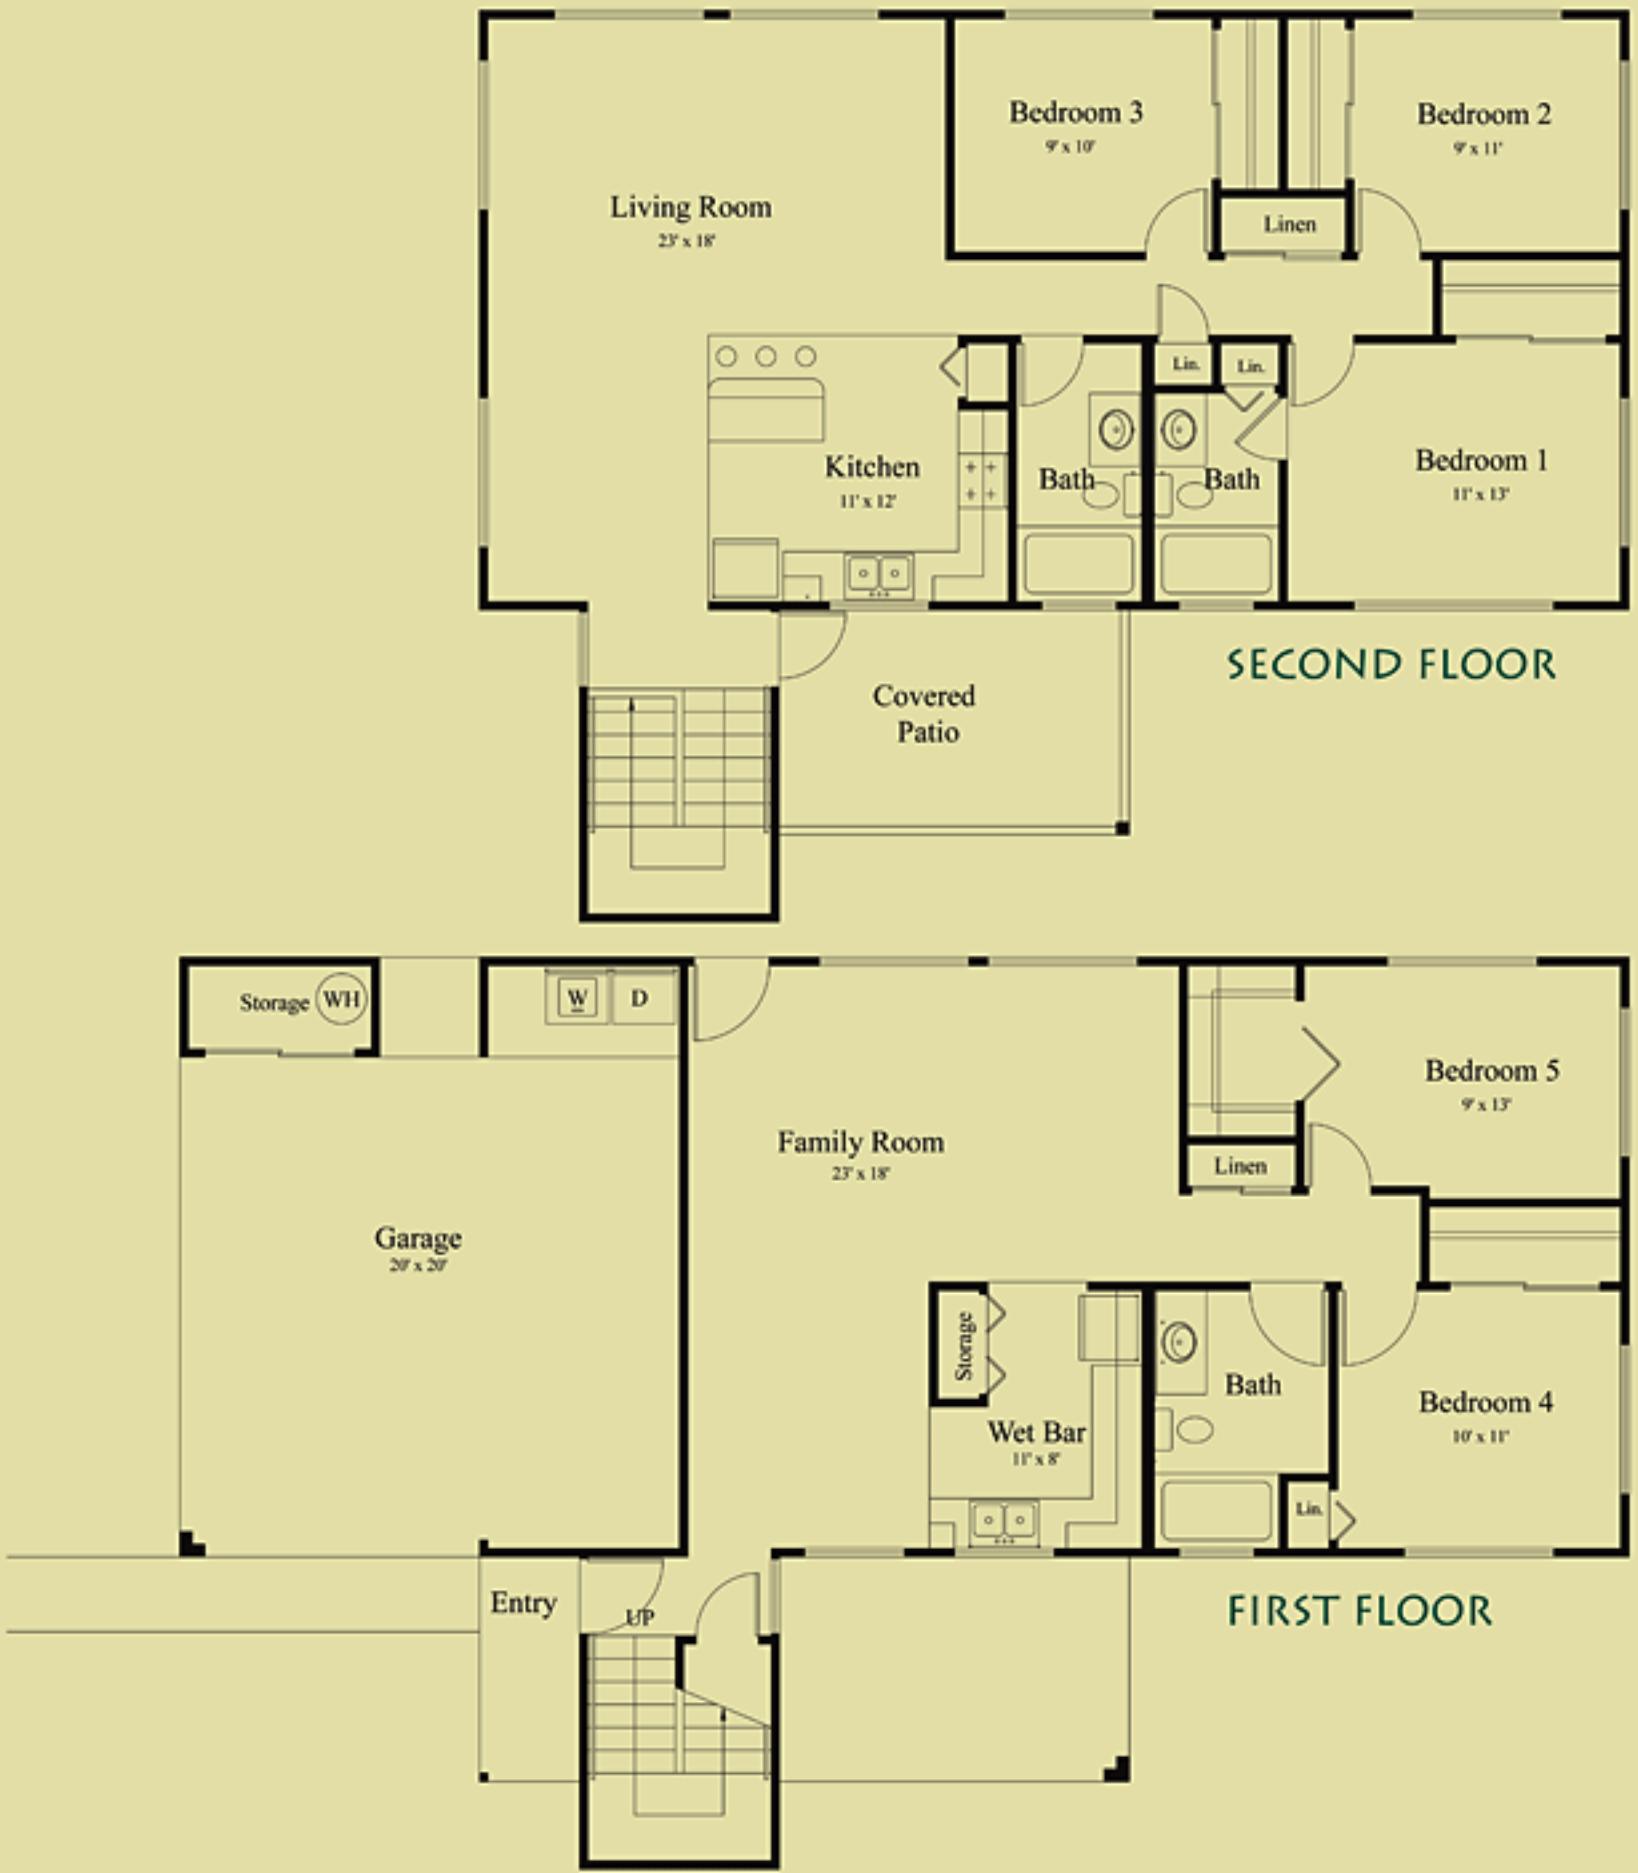 Bedroom 3
9' x 10'
Bedroom 2
9' x 11'
Living Room
23' x 18'
Linen
Lin.
Lin.
Kitchen
11' x 12'
Bath
Bath
Bedroom 1
11' x 13'
SECOND FLOOR
Covered
Patio
Storage
WH
W
D
Bedroom 5
9' x 13'
Family Room
23' x 18'
Linen
Garage
20' x 20'
Storage
Wet Bar
11' x 8'
Bath
Bedroom 4
10' x 11'
Lin.
Entry
UP
FIRST FLOOR